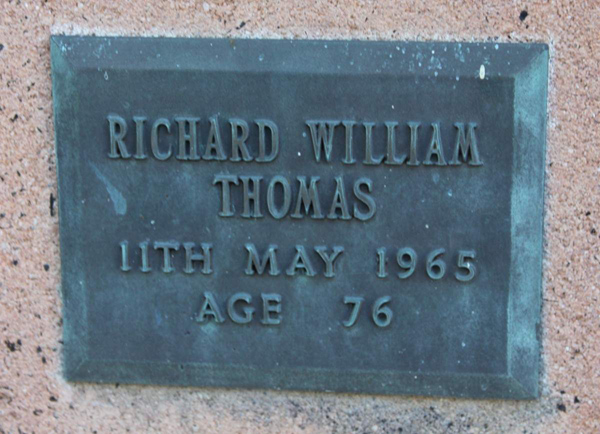 RICHARD WILLIAM
THOMAS
11TH MAY 1965
AGE 76